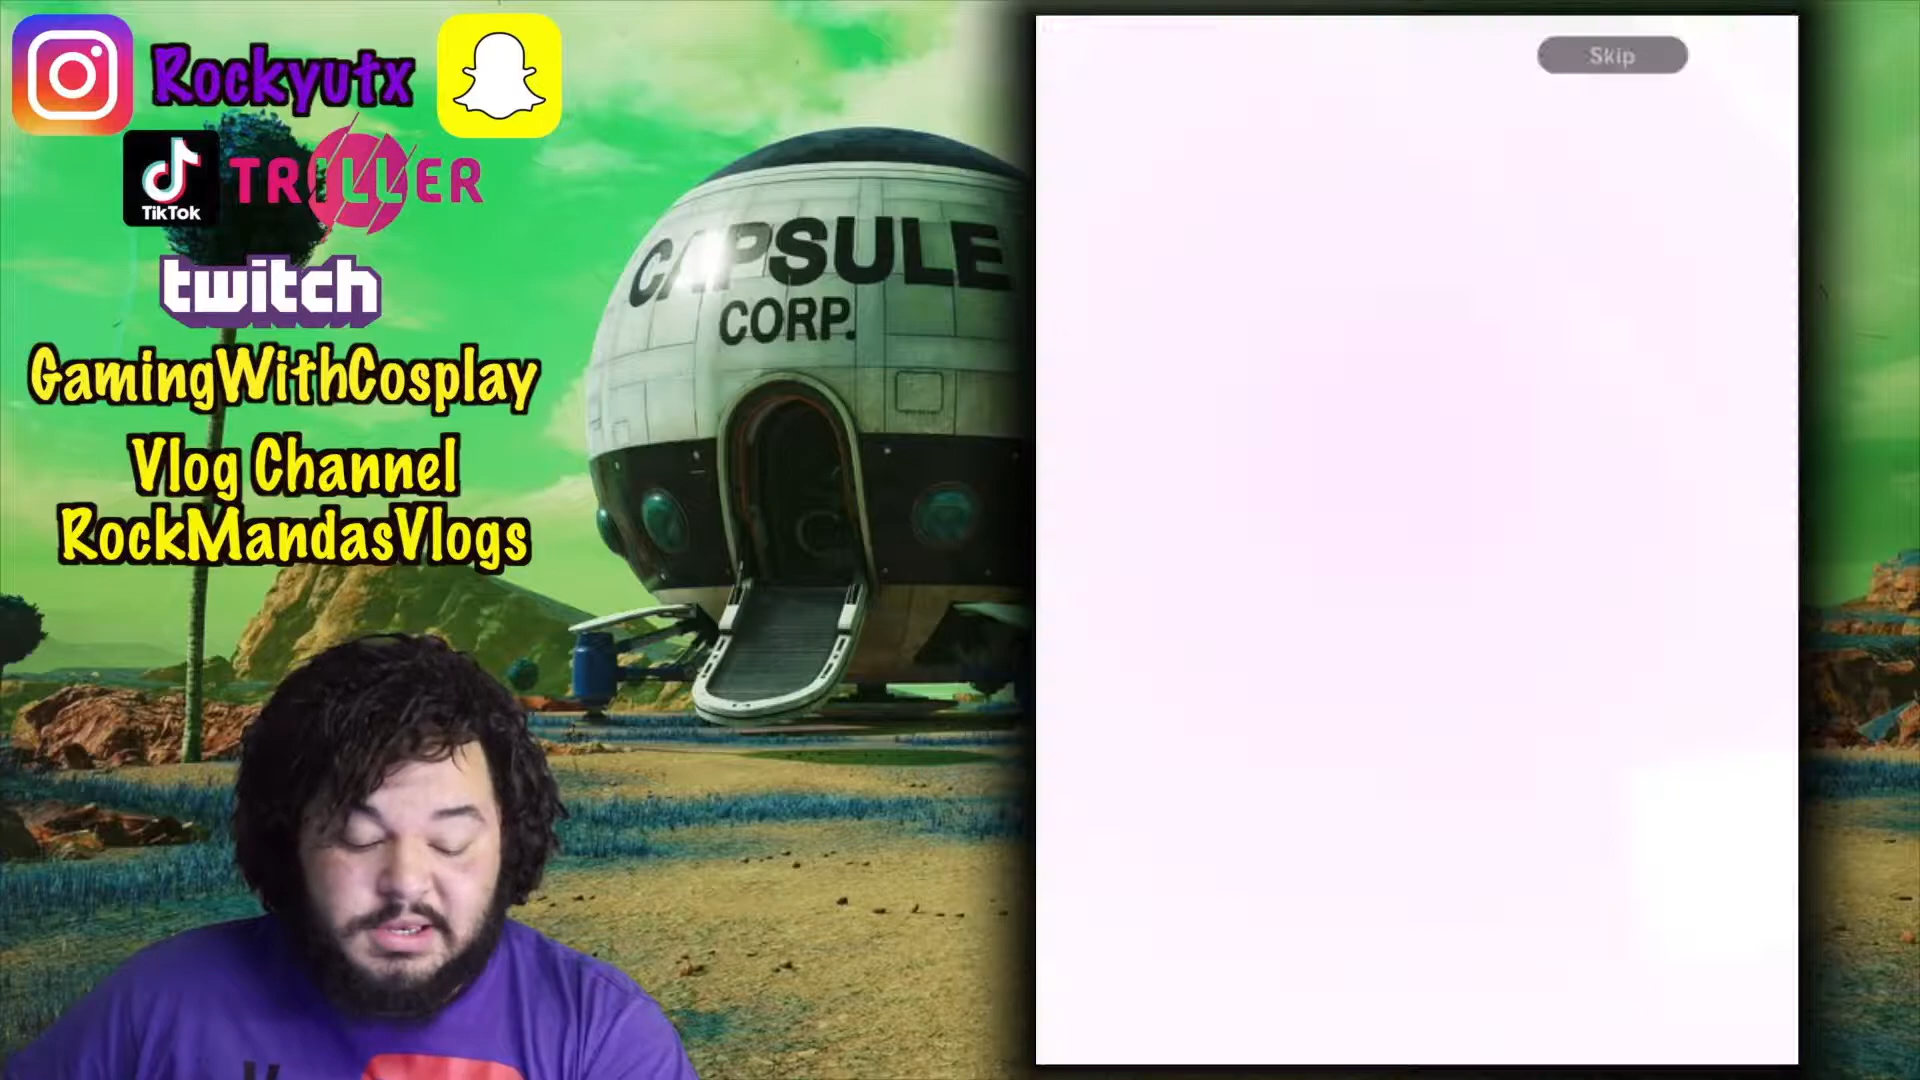 Rockyutx
TikTok
TRILLER
twitch
GamingWithCosplay
Vlog Channel
RockMandasVlogs
CAPSULE
CORP.
Skip